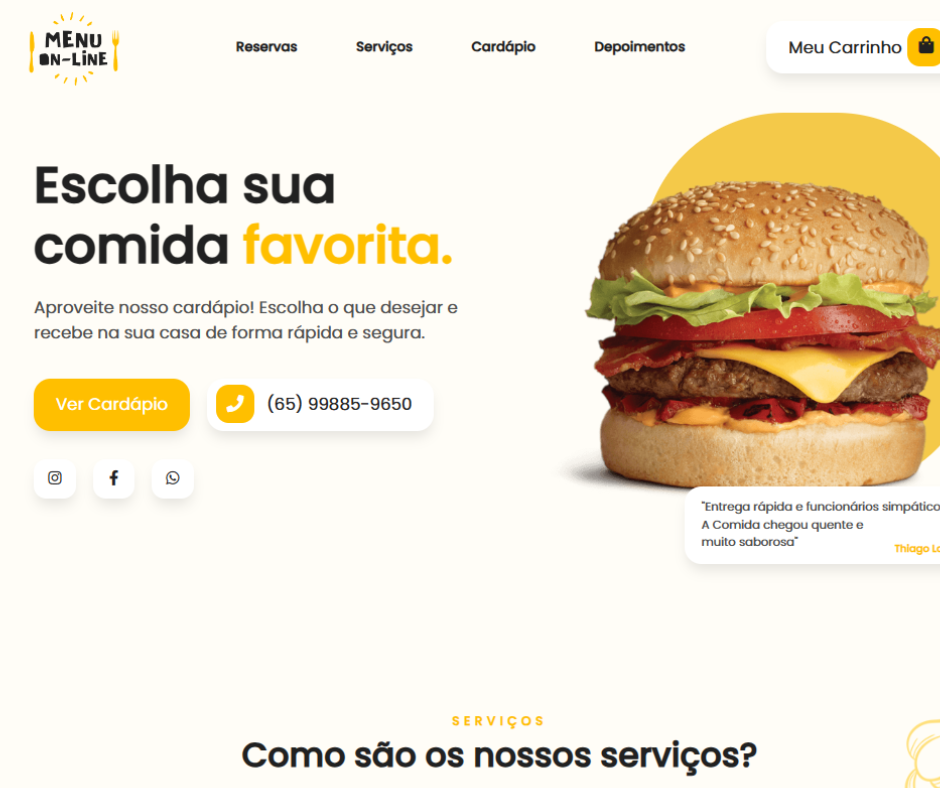 MENU
ON-LINE
Reservas
Serviços
Cardápio
Depoimentos
Meu Carrinho
Escolha sua
comida favorita.
Aproveite nosso cardápio! Escolha o que desejar e
recebe na sua casa de forma rápida e segura.
Ver Cardápio
(65) 99885-9650
"Entrega rápida e funcionários simpático
A Comida chegou quente e
muito saborosa"
Thiago
SERVIÇOS
Como são os nossos serviços?